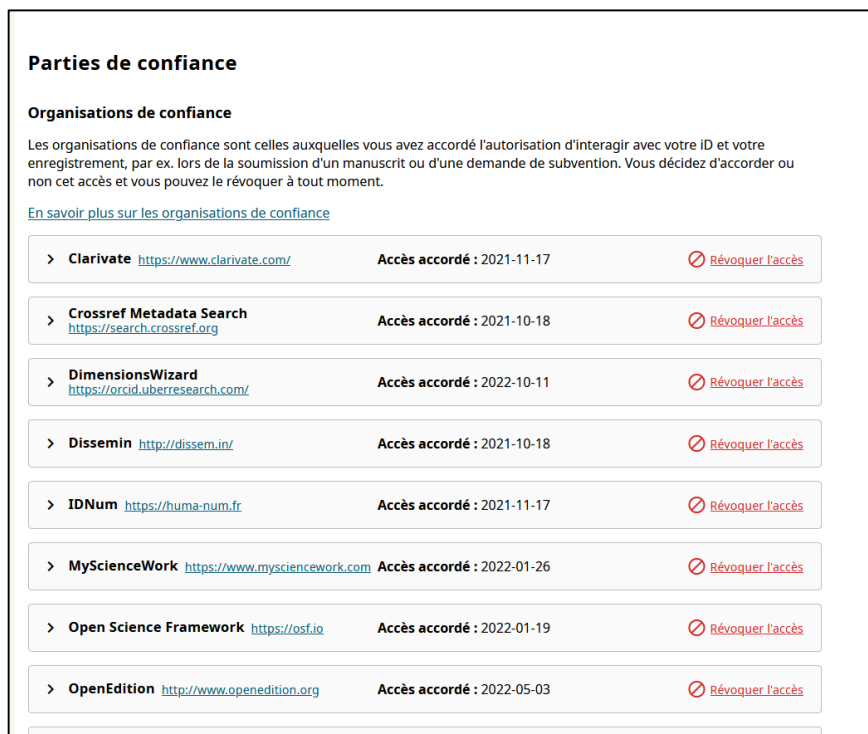 Parties de confiance
Organisations de confiance
Les organisations de confiance sont celles auxquelles vous avez accordé l'autorisation d'interagir avec votre iD et votre
enregistrement, par ex. lors de la soumission d'un manuscrit ou d'une demande de subvention. Vous décidez d'accorder ou
non cet accès et vous pouvez le révoquer à tout moment.
En savoir plus sur les organisations de confiance
Clarivate https://www.clarivate.com/ Accès accordé : 2021-11-17 Révoquer l'accès
Crossref Metadata Search
https://search.crossref.org Accès accordé : 2021-10-18 Révoquer l'accès
DimensionsWizard
https://orcid.uberresearch.com/ Accès accordé : 2022-10-11 Révoquer l'accès
Dissemin http://dissem.in/ Accès accordé : 2021-10-18 Révoquer l'accès
IDNum https://huma-num.fr Accès accordé : 2021-11-17 Révoquer l'accès
MyScienceWork https://www.mysciencework.com Accès accordé : 2022-01-26 Révoquer l'accès
Open Science Framework https://osf.io Accès accordé : 2022-01-19 Révoquer l'accès
OpenEdition http://www.openedition.org Accès accordé : 2022-05-03 Révoquer l'accès